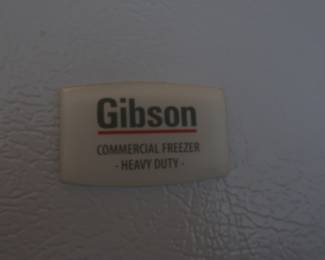 Gibson
COMMERCIAL FREEZER
- HEAVY DUTY -